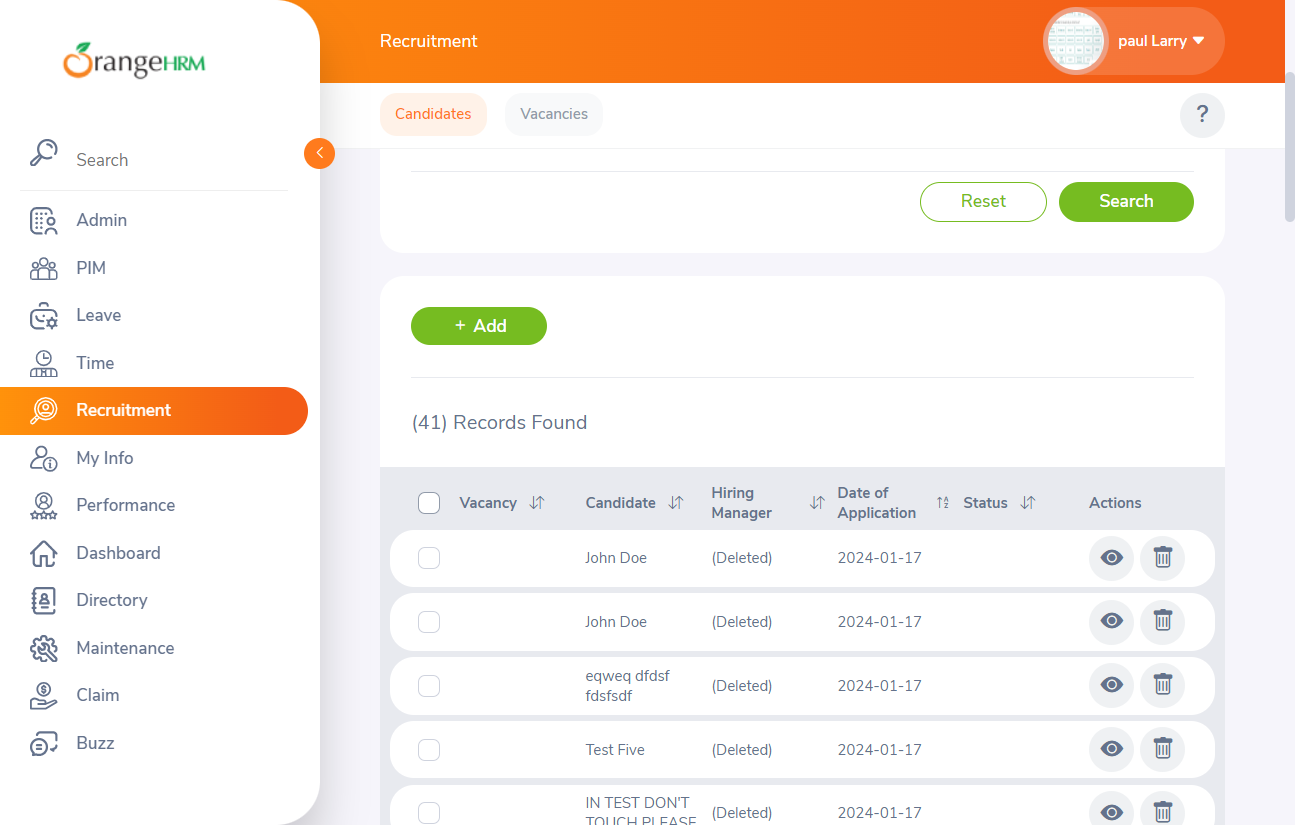 OrangeHRM
Recruitment
paul Larry
Candidates
Vacancies
?
Search
Admin
PIM
Leave
Time
Recruitment
My Info
Performance
Dashboard
Directory
Maintenance
Claim
Buzz
Reset
Search
+ Add
(41) Records Found
Vacancy
Candidate
Hiring
Manager
Date of
Application
Status
Actions
John Doe (Deleted) 2024-01-17
John Doe (Deleted) 2024-01-17
eqweq dfdsf
fdsfsdf
(Deleted) 2024-01-17
Test Five (Deleted) 2024-01-17
IN TEST DON'T
TOUCH PLEASE
(Deleted) 2024-01-17